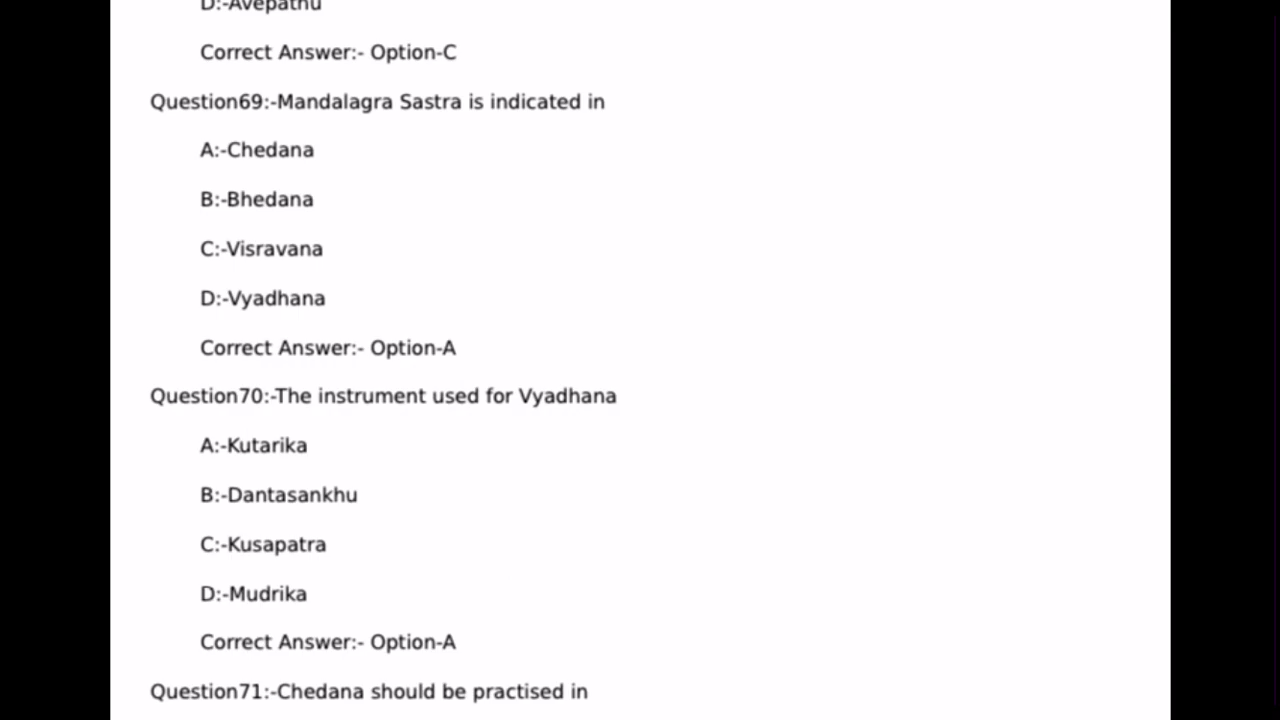 D:-Avepathu
Correct Answer:- Option-C
Question69:-Mandalagra Sastra is indicated in
A:-Chedana
B:-Bhedana
C:-Visravana
D:-Vyadhana
Correct Answer:- Option-A
Question70:-The instrument used for Vyadhana
A:-Kutarika
B:-Dantasankhu
C:-Kusapatra
D:-Mudrika
Correct Answer:- Option-A
Question71:-Chedana should be practised in